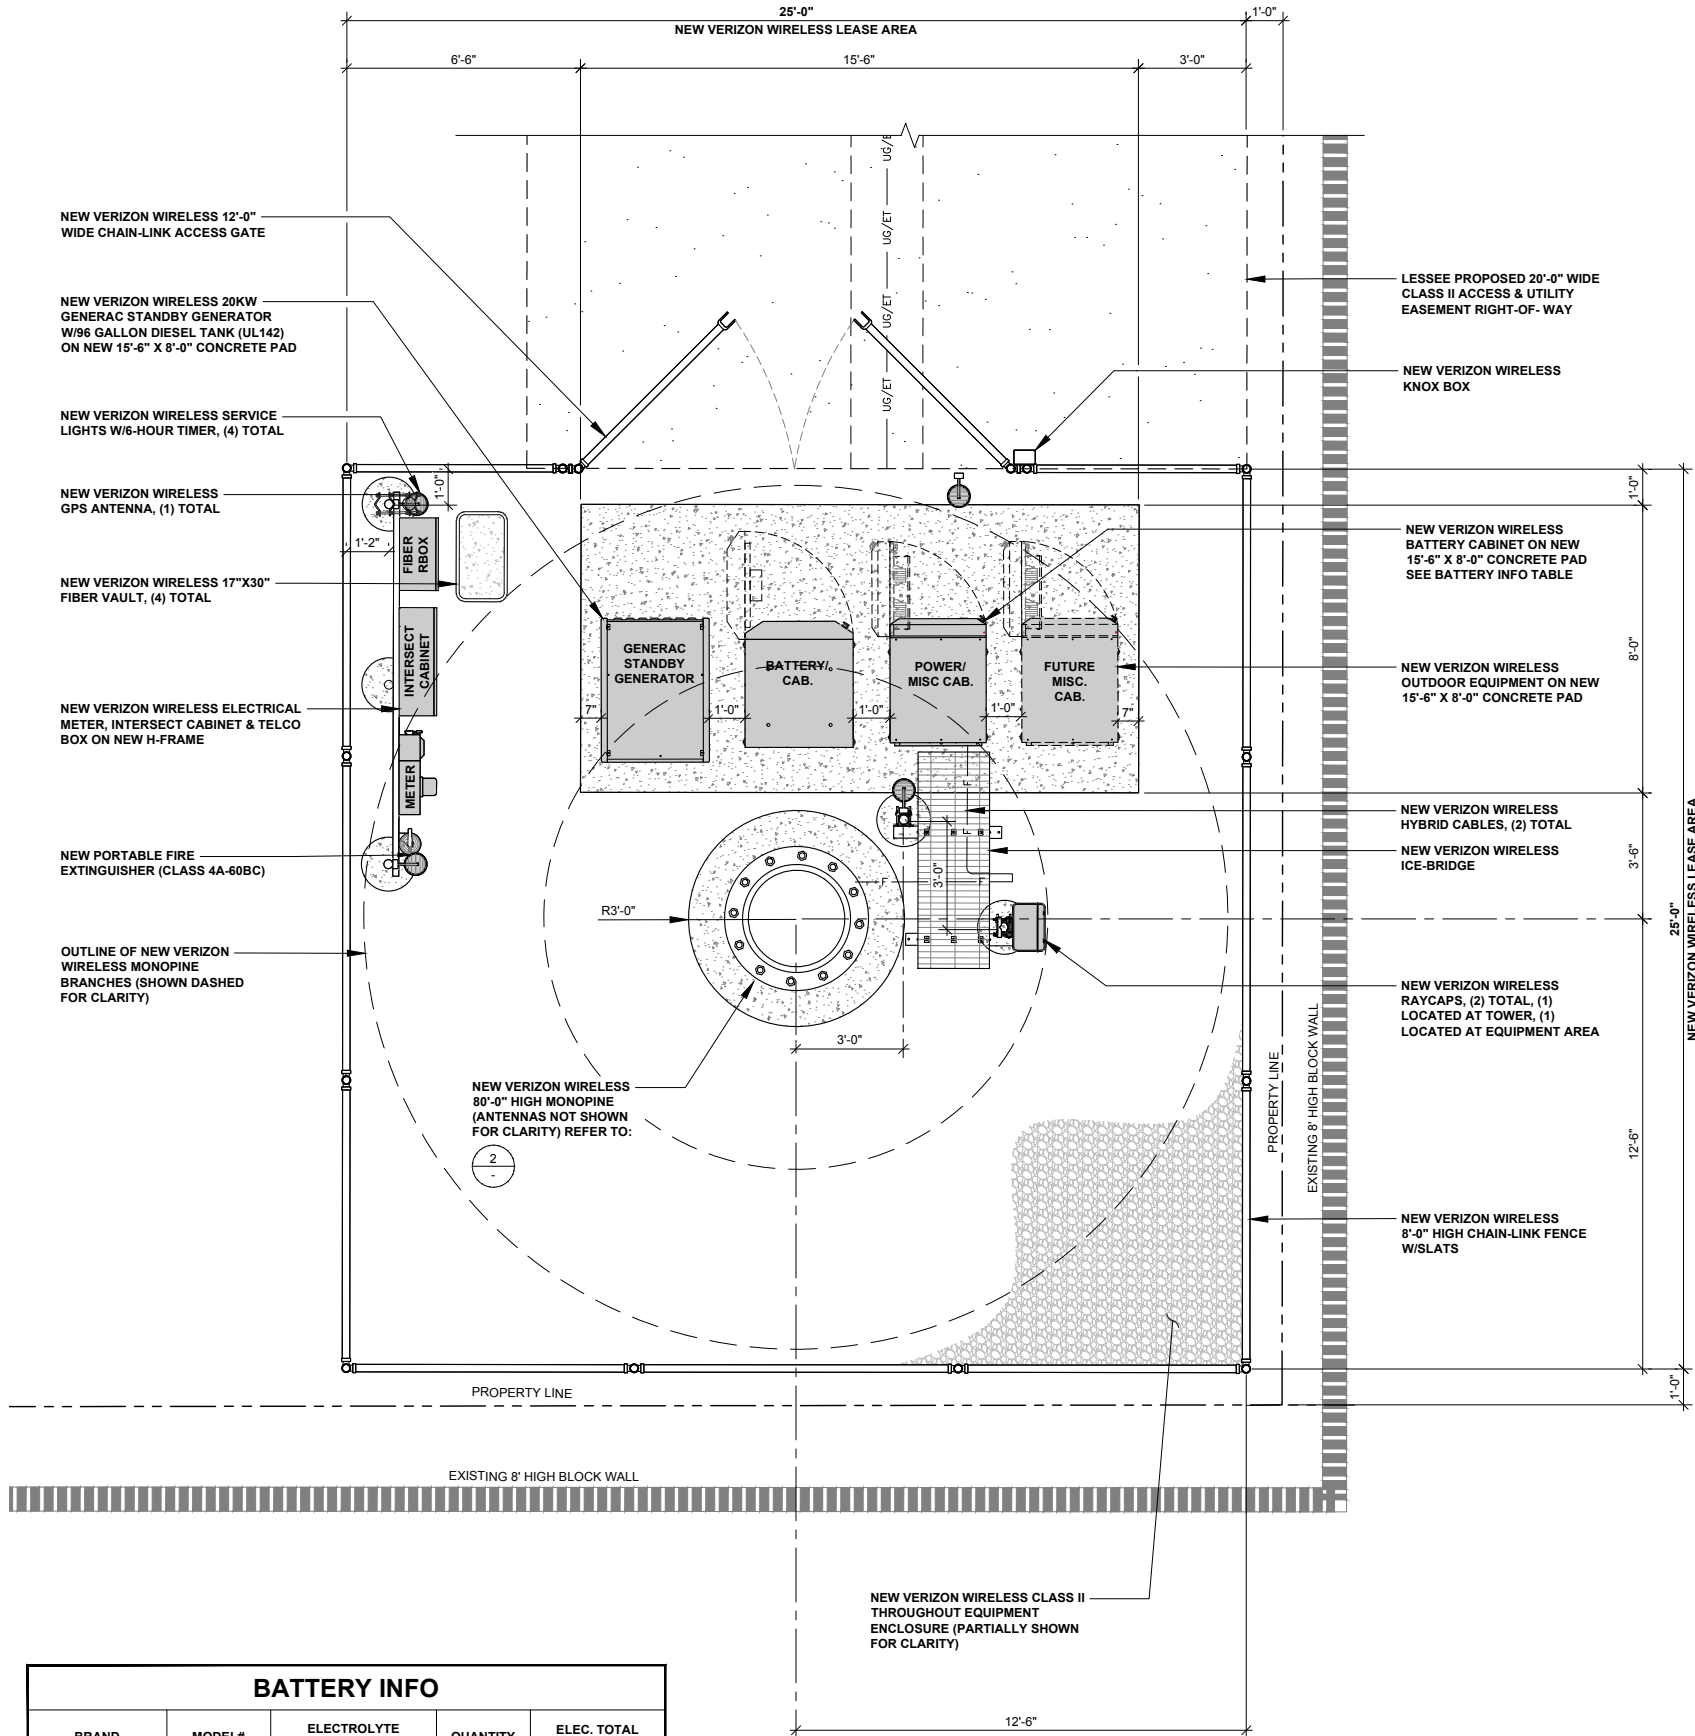 25'-0"
1'-0"
NEW VERIZON WIRELESS LEASE AREA
6'-6"
15'-6"
3'-0"
UG/ET
UG/ET
UG/ET
NEW VERIZON WIRELESS 12'-0"
WIDE CHAIN-LINK ACCESS GATE
NEW VERIZON WIRELESS 20KW
GENERAC STANDBY GENERATOR
W/96 GALLON DIESEL TANK (UL142)
ON NEW 15'-6" X 8'-0" CONCRETE PAD
NEW VERIZON WIRELESS SERVICE
LIGHTS W/6-HOUR TIMER, (4) TOTAL
NEW VERIZON WIRELESS
GPS ANTENNA, (1) TOTAL
NEW VERIZON WIRELESS 17"X30"
FIBER VAULT, (4) TOTAL
NEW VERIZON WIRELESS ELECTRICAL
METER, INTERSECT CABINET & TELCO
BOX ON NEW H-FRAME
NEW PORTABLE FIRE
EXTINGUISHER (CLASS 4A-60BC)
OUTLINE OF NEW VERIZON
WIRELESS MONOPINE
BRANCHES (SHOWN DASHED
FOR CLARITY)
1'-0"
1'-2"
FIBER
RBOX
INTERSECT
CABINET
METER
GENERAC
STANDBY
GENERATOR
BATTERY/
CAB.
POWER/
MISC CAB.
FUTURE
MISC.
CAB.
7"
1'-0"
1'-0"
1'-0"
7"
F
F
F
F
3'-0"
R3'-0"
3'-0"
NEW VERIZON WIRELESS
80'-0" HIGH MONOPINE
(ANTENNAS NOT SHOWN
FOR CLARITY) REFER TO:
2
-
LESSEE PROPOSED 20'-0" WIDE
CLASS II ACCESS & UTILITY
EASEMENT RIGHT-OF- WAY
NEW VERIZON WIRELESS
KNOX BOX
NEW VERIZON WIRELESS
BATTERY CABINET ON NEW
15'-6" X 8'-0" CONCRETE PAD
SEE BATTERY INFO TABLE
NEW VERIZON WIRELESS
OUTDOOR EQUIPMENT ON NEW
15'-6" X 8'-0" CONCRETE PAD
NEW VERIZON WIRELESS
HYBRID CABLES, (2) TOTAL
NEW VERIZON WIRELESS
ICE-BRIDGE
NEW VERIZON WIRELESS
RAYCAPS, (2) TOTAL, (1)
LOCATED AT TOWER, (1)
LOCATED AT EQUIPMENT AREA
NEW VERIZON WIRELESS
8'-0" HIGH CHAIN-LINK FENCE
W/SLATS
1'-0"
8'-0"
3'-6"
12'-6"
1'-0"
25'-0"
NEW VERIZON WIRELESS LEASE AREA
PROPERTY LINE
EXISTING 8' HIGH BLOCK WALL
PROPERTY LINE
EXISTING 8' HIGH BLOCK WALL
NEW VERIZON WIRELESS CLASS II
THROUGHOUT EQUIPMENT
ENCLOSURE (PARTIALLY SHOWN
FOR CLARITY)
12'-6"
BATTERY INFO
BRAND
MODEL#
ELECTROLYTE
QUANTITY
ELEC. TOTAL